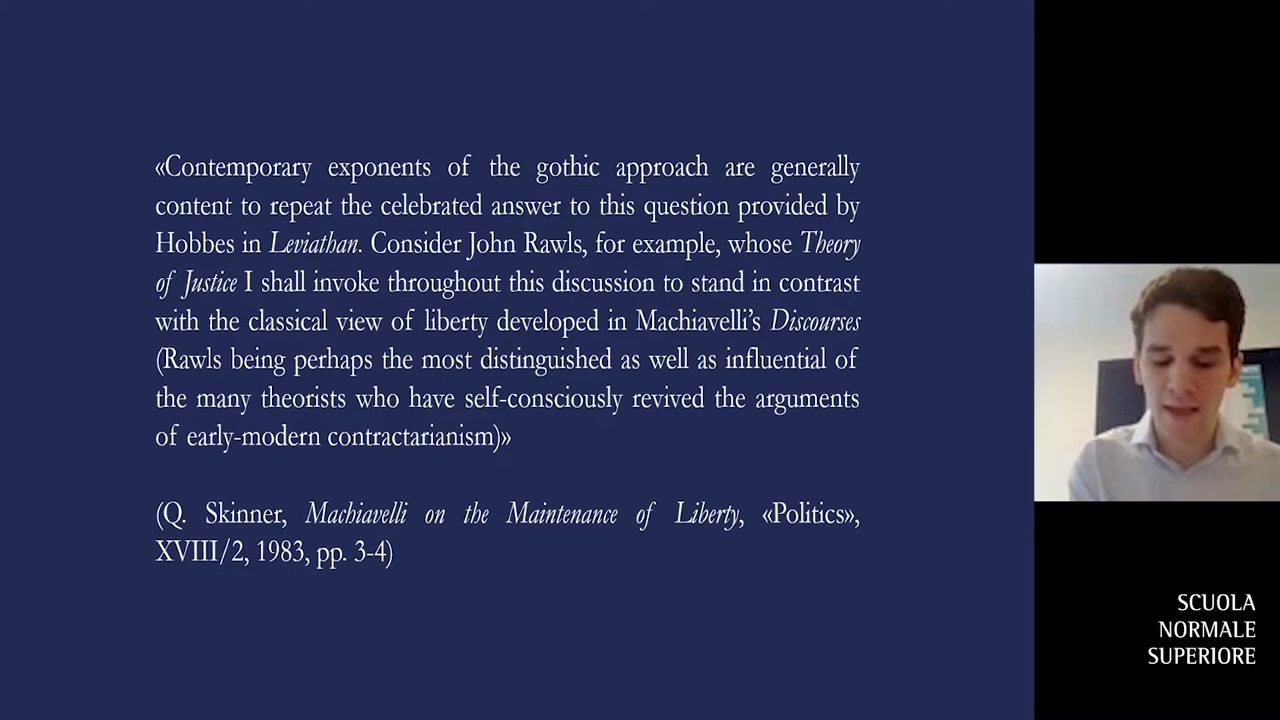 «Contemporary exponents of the gothic approach are generally
content to repeat the celebrated answer to this question provided by
Hobbes in Leviathan. Consider John Rawls, for example, whose Theory
of Justice I shall invoke throughout this discussion to stand in contrast
with the classical view of liberty developed in Machiavelli’s Discourses
(Rawls being perhaps the most distinguished as well as influential of
the many theorists who have self-consciously revived the arguments
of early-modern contractarianism)»
(Q. Skinner, Machiavelli on the Maintenance of Liberty, «Politics»,
XVIII/2, 1983, pp. 3-4)
SCUOLA
NORMALE
SUPERIORE